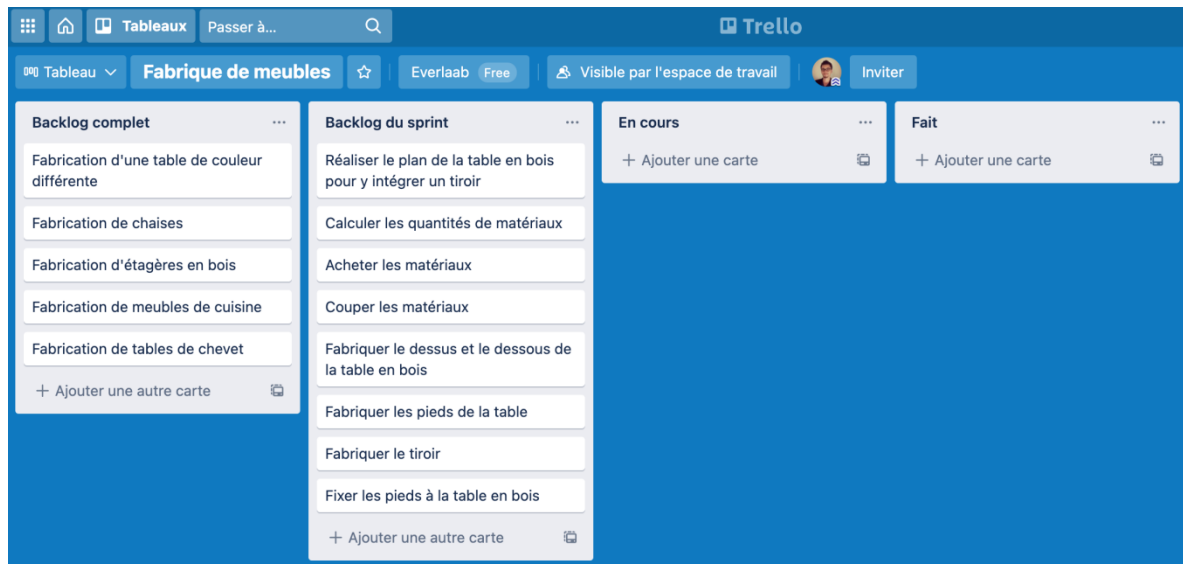 Tableaux
Passer à...
Trello
Tableau
Fabrique de meubles
Everlaab
Free
Visible par l'espace de travail
Inviter
Backlog complet
Fabrication d'une table de couleur
différente
Fabrication de chaises
Fabrication d'étagères en bois
Fabrication de meubles de cuisine
Fabrication de tables de chevet
+ Ajouter une autre carte
Backlog du sprint
Réaliser le plan de la table en bois
pour y intégrer un tiroir
Calculer les quantités de matériaux
Acheter les matériaux
Couper les matériaux
Fabriquer le dessus et le dessous de
la table en bois
Fabriquer les pieds de la table
Fabriquer le tiroir
Fixer les pieds à la table en bois
+ Ajouter une autre carte
En cours
+ Ajouter une carte
Fait
+ Ajouter une carte